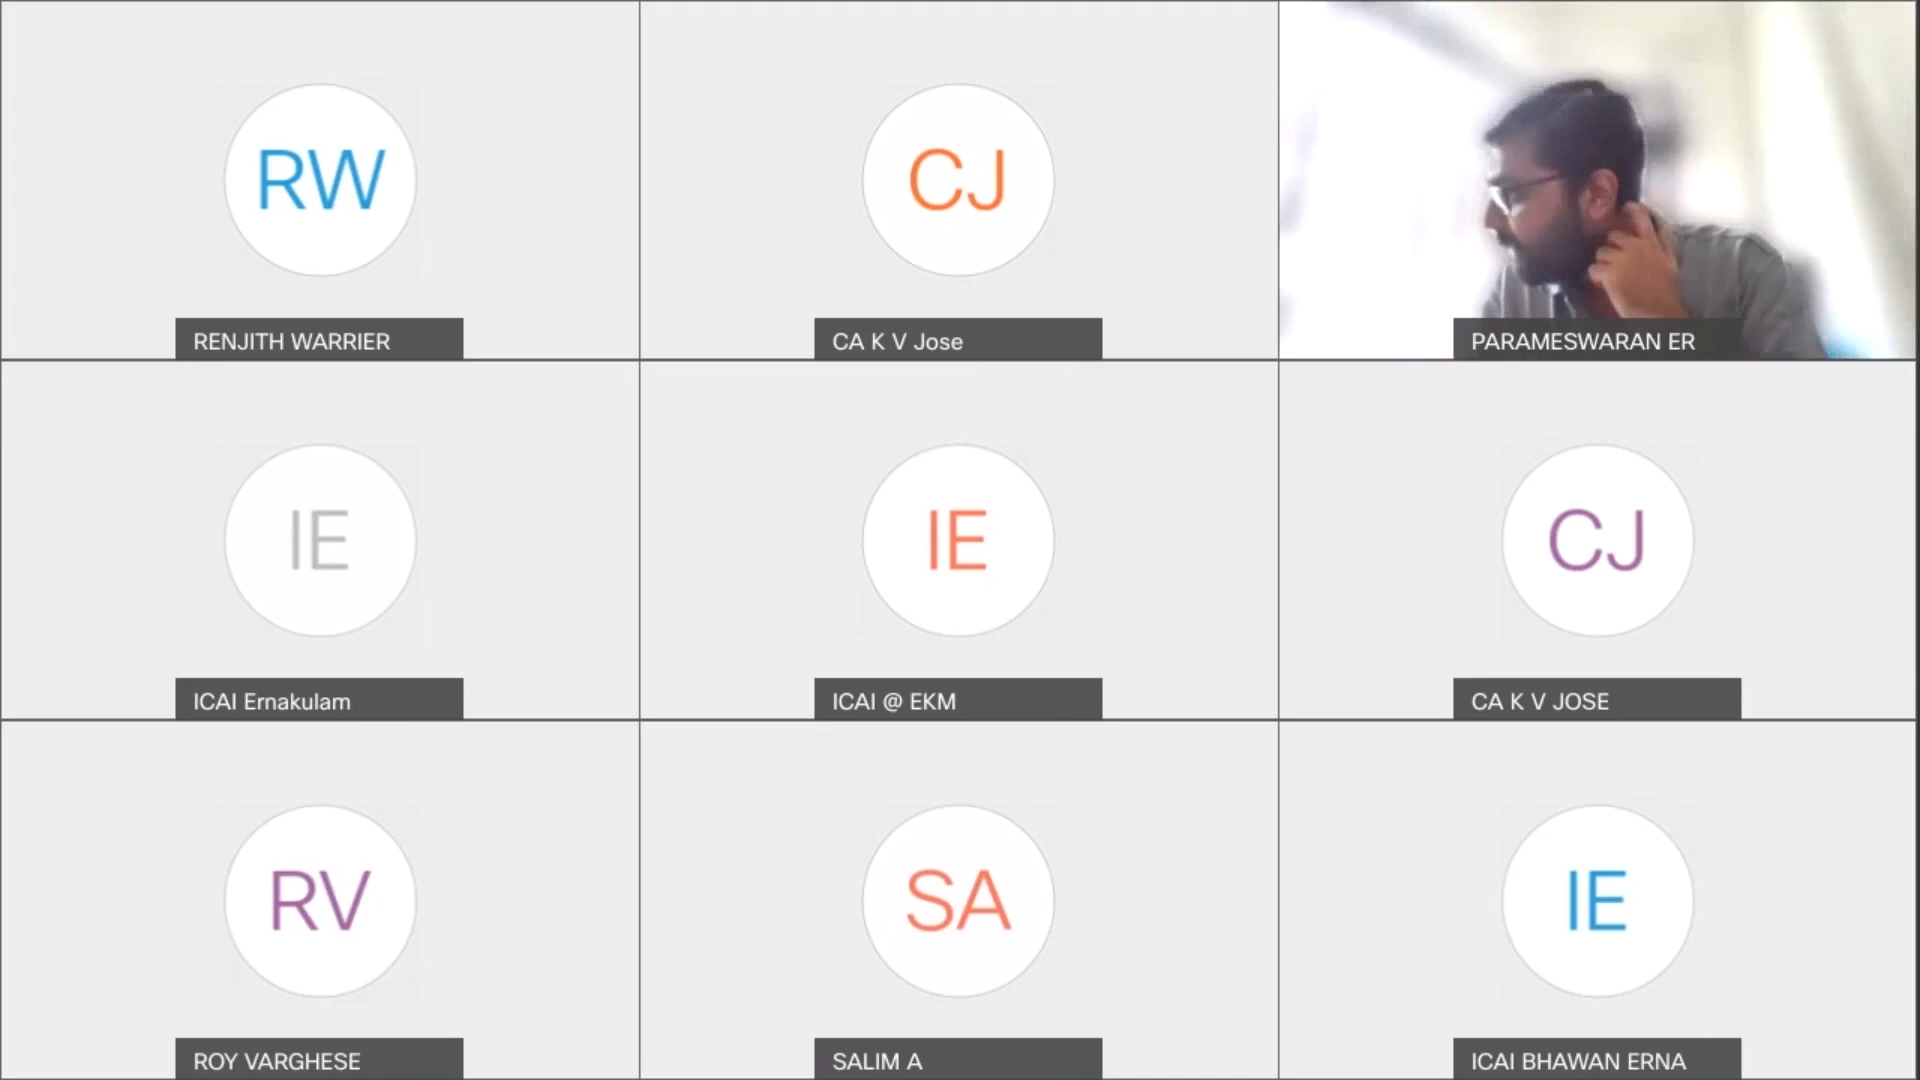 RW
RENJITH WARRIER
CJ
CA K V Jose
PARAMESWARAN ER
IE
ICAI Ernakulam
IE
ICAI @ EKM
CJ
CA K V JOSE
RV
ROY VARGHESE
SA
SALIM A
IE
ICAI BHAWAN ERNA